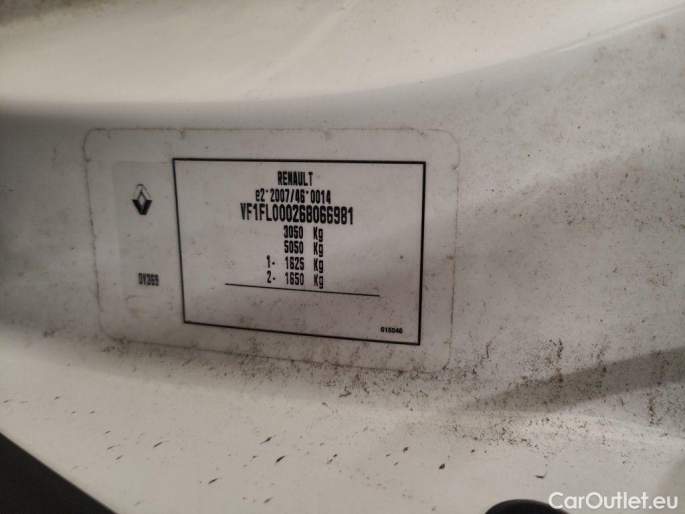 RENAULT
e2*2007/46*0014
VF1FL000268066981
3050 Kg
5050 Kg
1- 1625 Kg
2- 1650 Kg
DV369
015046
CarOutlet.eu